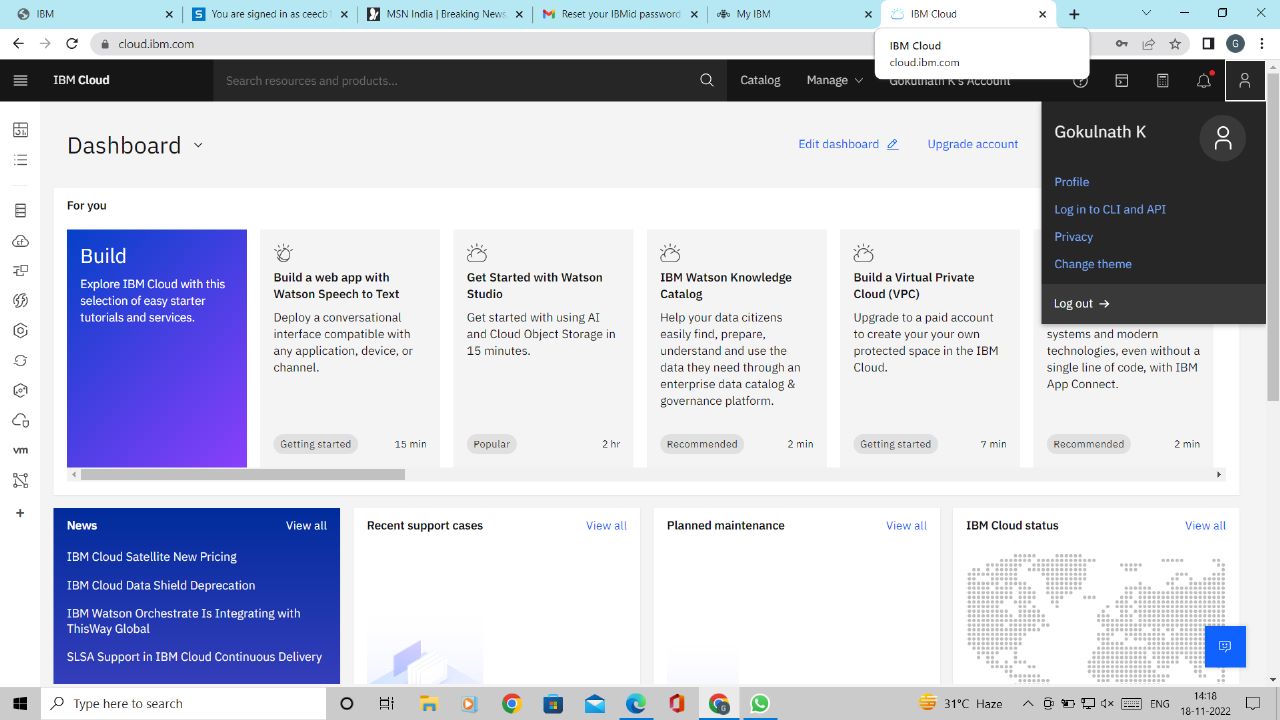 IBM
You are signed in as ceecb1
MSN India | Breaking News,
Reset your IBMid password
My IBM
IBM Cloud
cloud.ibm.com
G
IBM Cloud
cloud.ibm.com
IBM Cloud
Search resources and products...
Catalog
Manage
Gokulnath K's Account
Dashboard
Edit dashboard
Upgrade account
Gokulnath K
Profile
Log in to CLI and API
Privacy
Change theme
Log out →
For you
Build
Explore IBM Cloud with this
selection of easy starter
tutorials and services.
Build a web app with
Watson Speech to Text
Deploy a conversational
interface compatible with
any application, device, or
channel.
Getting started
15 min
Get Started with Watson
Studio
Get started with using AI
and Cloud Object Storage in
15 minutes.
Popular
2 hr
IBM Watson Knowledge
Catalog
Help your data citizens
easily find, prepare,
understand and use the
data they need through an
enterprise data catalog &
governance platform.
Recommended
2 min
Build a Virtual Private
Cloud (VPC)
Upgrade to a paid account
to create your your own
protected space in the IBM
Cloud.
Getting started
7 min
systems and modern
technologies, even without a
single line of code, with IBM
App Connect.
Recommended
2 min
vm
News
View all
IBM Cloud Satellite New Pricing
IBM Cloud Data Shield Deprecation
IBM Watson Orchestrate Is Integrating with
ThisWay Global
SLSA Support in IBM Cloud Continuous Delivery
Recent support cases
View all
Planned maintenance
View all
IBM Cloud status
View all
Type here to search
31°C Haze
ENG
14:18
18-11-2022